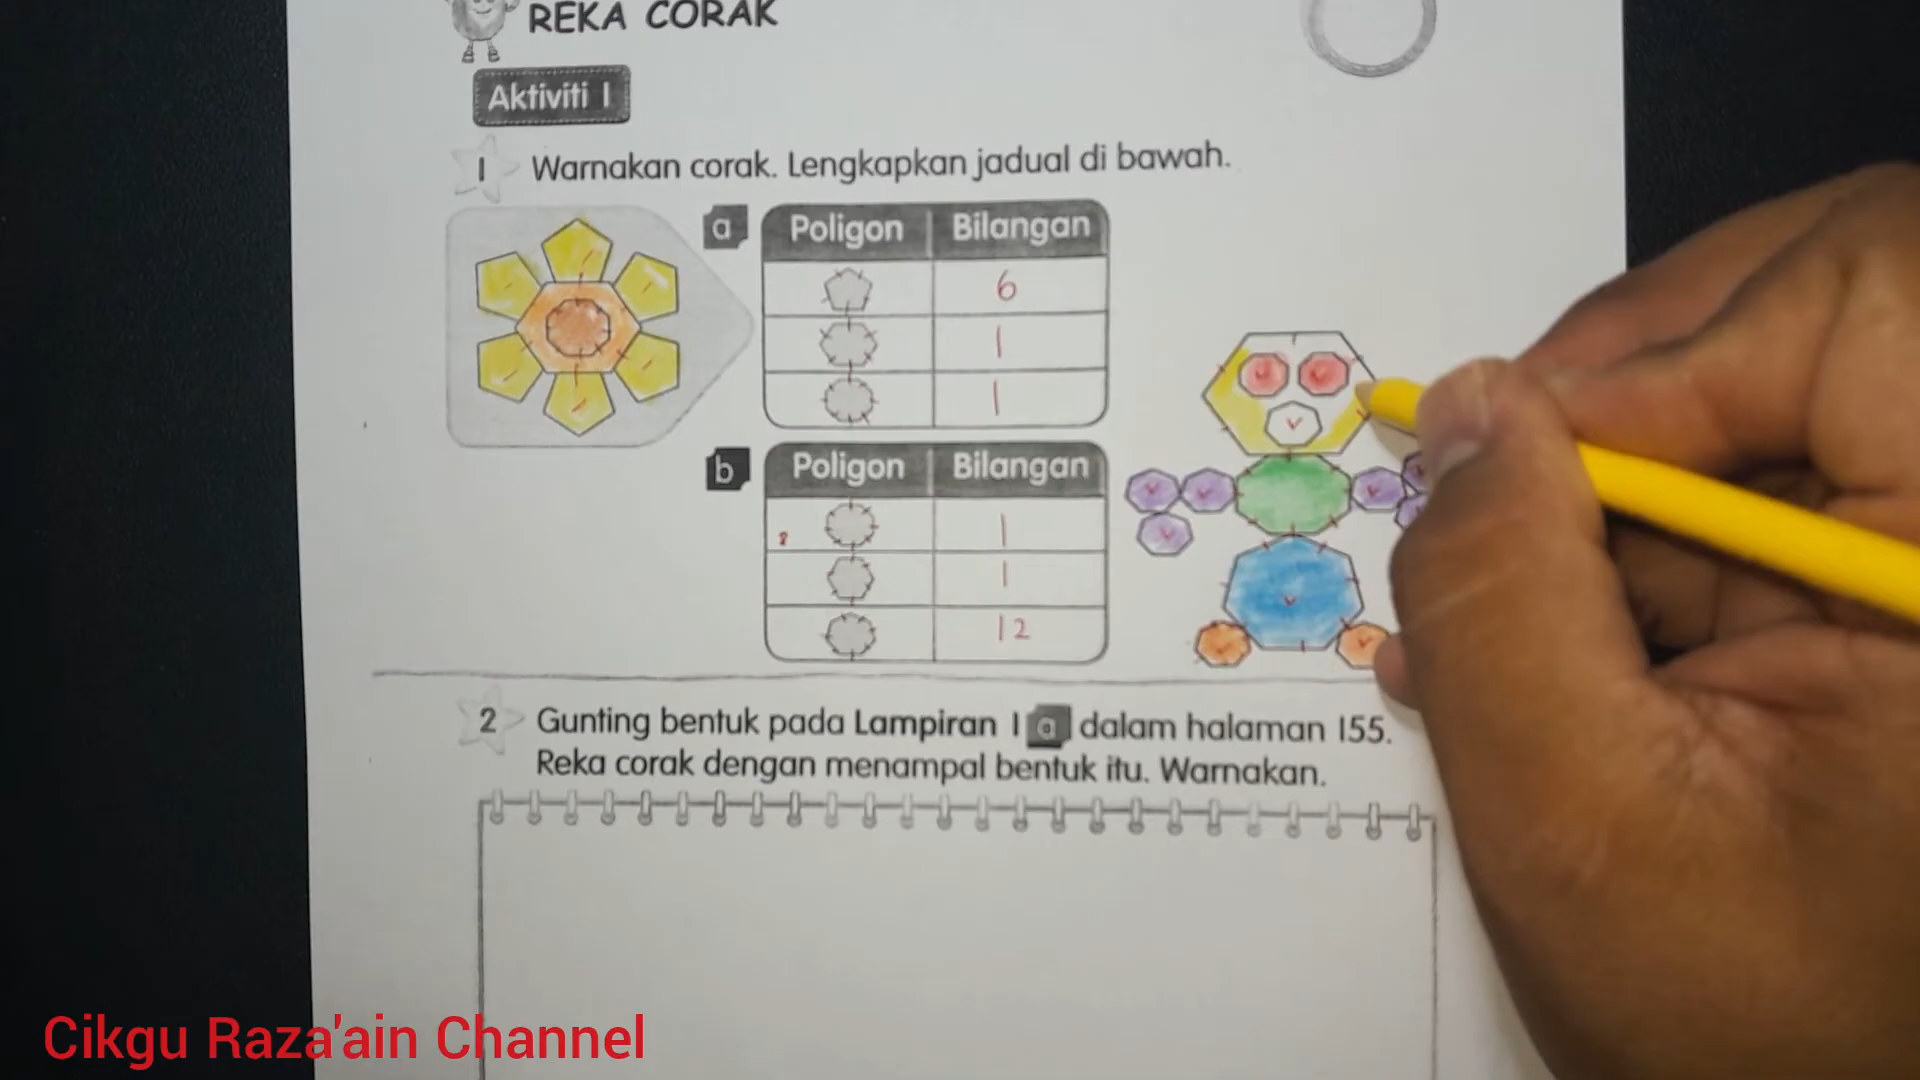 REKA CORAK
Aktiviti 1
1 Warnakan corak. Lengkapkan jadual di bawah.
a
Poligon Bilangan
6
1
1
b
Poligon Bilangan
8 1
1
12
2 Gunting bentuk pada Lampiran 1 a dalam halaman 155.
Reka corak dengan menampal bentuk itu. Warnakan.
Cikgu Raza'ain Channel